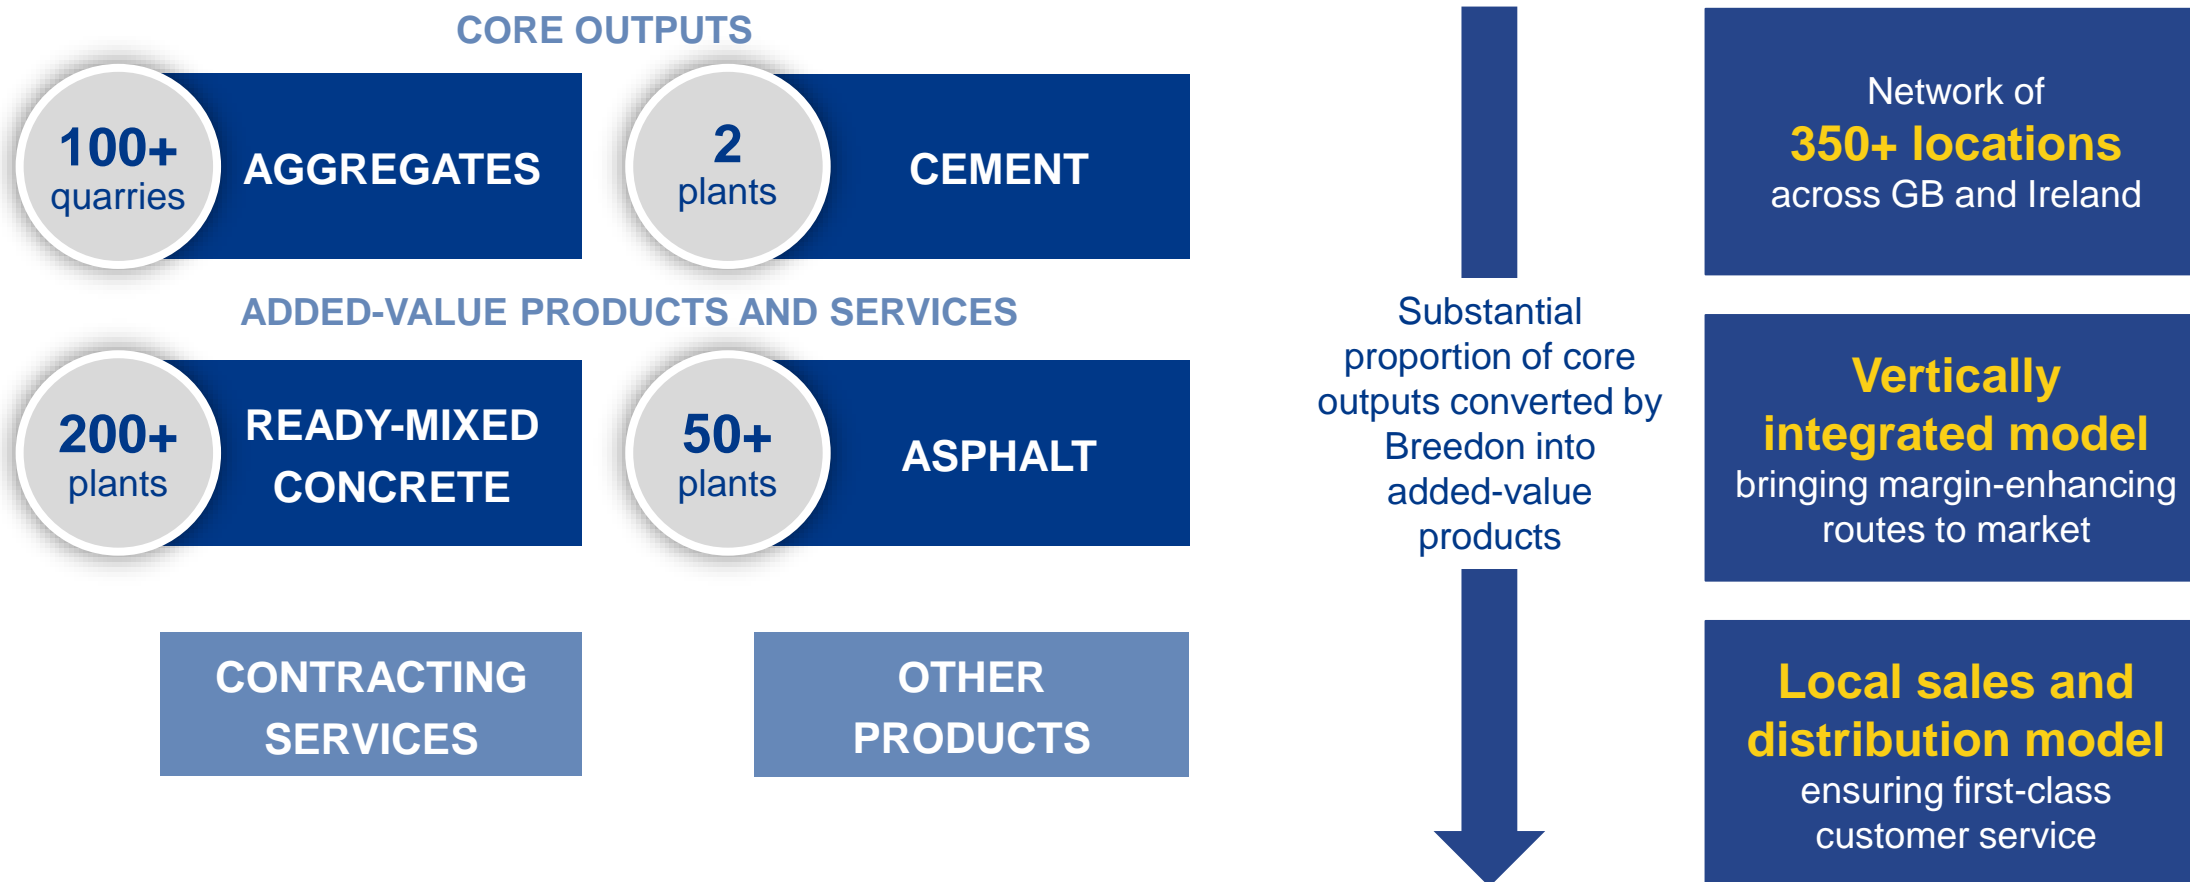 CORE OUTPUTS
100+
quarries
AGGREGATES
2
plants
CEMENT
ADDED-VALUE PRODUCTS AND SERVICES
200+
plants
READY-MIXED
CONCRETE
50+
plants
ASPHALT
CONTRACTING
SERVICES
OTHER
PRODUCTS
Substantial
proportion of core
outputs converted by
Breedon into
added-value
products
Network of
350+ locations
across GB and Ireland
Vertically
integrated model
bringing margin-enhancing
routes to market
Local sales and
distribution model
ensuring first-class
customer service